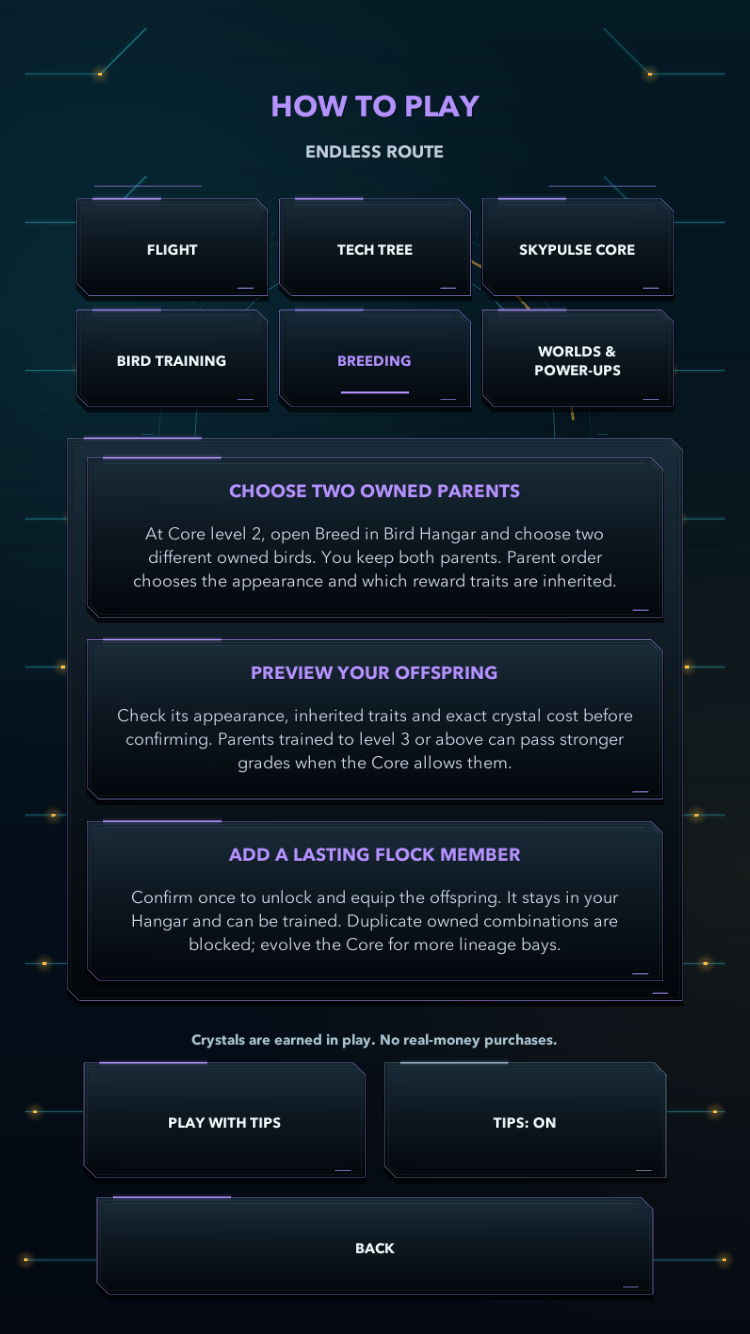 HOW TO PLAY
ENDLESS ROUTE
FLIGHT
TECH TREE
SKYPULSE CORE
BIRD TRAINING
BREEDING
WORLDS &
POWER-UPS
CHOOSE TWO OWNED PARENTS
At Core level 2, open Breed in Bird Hangar and choose two
different owned birds. You keep both parents. Parent order
chooses the appearance and which reward traits are inherited.
PREVIEW YOUR OFFSPRING
Check its appearance, inherited traits and exact crystal cost before
confirming. Parents trained to level 3 or above can pass stronger
grades when the Core allows them.
ADD A LASTING FLOCK MEMBER
Confirm once to unlock and equip the offspring. It stays in your
Hangar and can be trained. Duplicate owned combinations are
blocked; evolve the Core for more lineage bays.
Crystals are earned in play. No real-money purchases.
PLAY WITH TIPS
TIPS: ON
BACK